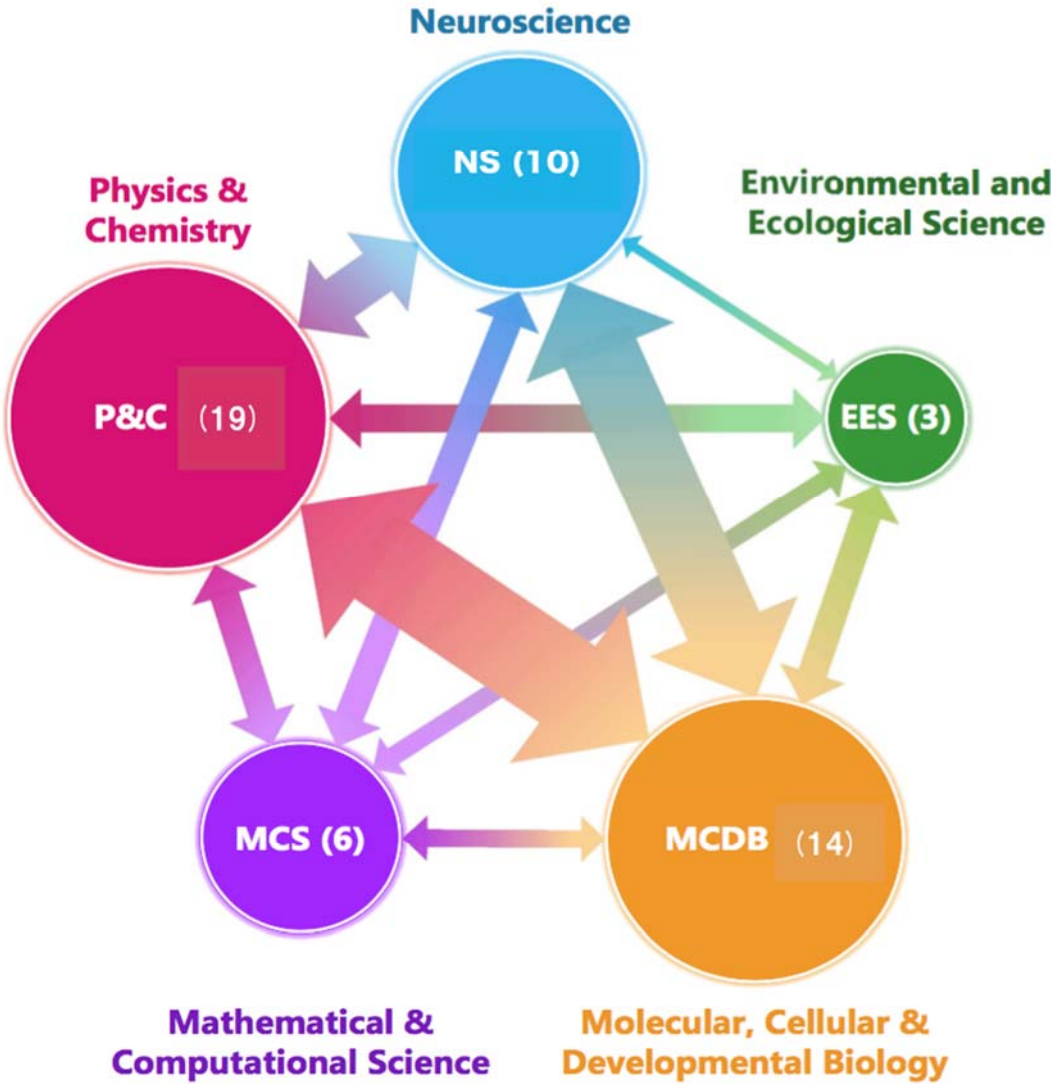 Neuroscience
NS (10)
Physics &
Chemistry
Environmental and
Ecological Science
P&C (19)
EES (3)
MCS (6)
MCDB (14)
Mathematical &
Computational Science
Molecular, Cellular &
Developmental Biology